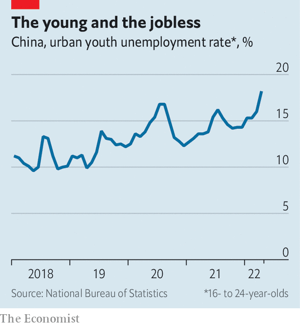 The young and the jobless
China, urban youth unemployment rate*, %
20
15
10
5
0
2018 19 20 21 22
Source: National Bureau of Statistics *16- to 24-year-olds
The Economist